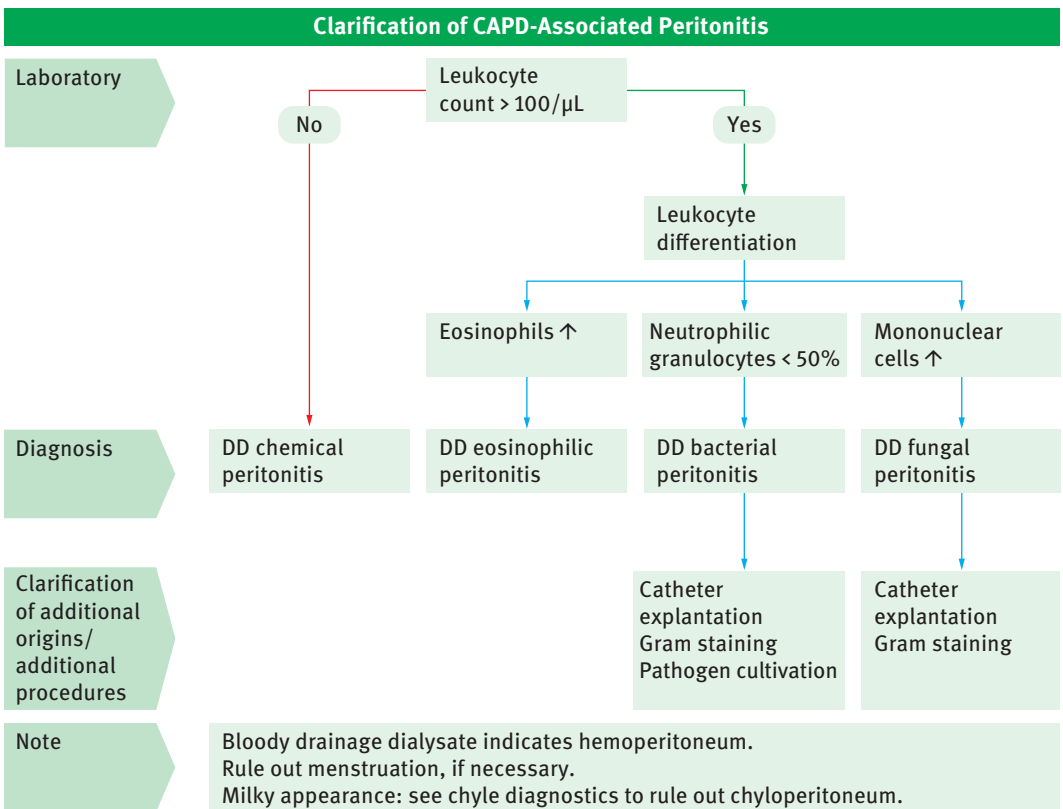 Clarification of CAPD-Associated Peritonitis
Laboratory
Leukocyte
count > 100/µL
No
Yes
Leukocyte
differentiation
Eosinophils ↑
Neutrophilic
granulocytes < 50%
Mononuclear
cells ↑
Diagnosis
DD chemical
peritonitis
DD eosinophilic
peritonitis
DD bacterial
peritonitis
DD fungal
peritonitis
Clarification
of additional
origins/
additional
procedures
Catheter
explantation
Gram staining
Pathogen cultivation
Catheter
explantation
Gram staining
Note
Bloody drainage dialysate indicates hemoperitoneum.
Rule out menstruation, if necessary.
Milky appearance: see chyle diagnostics to rule out chyloperitoneum.